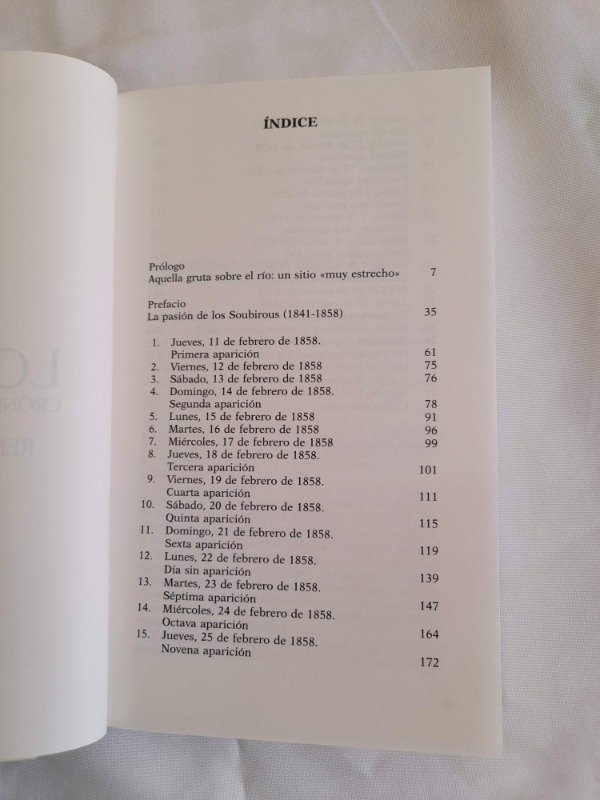 ÍNDICE
Prólogo
Aquella gruta sobre el río: un sitio «muy estrecho» 7
Prefacio
La pasión de los Soubirous (1841-1858) 35
1. Jueves, 11 de febrero de 1858.
Primera aparición 61
2. Viernes, 12 de febrero de 1858 75
3. Sábado, 13 de febrero de 1858 76
4. Domingo, 14 de febrero de 1858.
Segunda aparición 78
5. Lunes, 15 de febrero de 1858 91
6. Martes, 16 de febrero de 1858 96
7. Miércoles, 17 de febrero de 1858 99
8. Jueves, 18 de febrero de 1858.
Tercera aparición 101
9. Viernes, 19 de febrero de 1858.
Cuarta aparición 111
10. Sábado, 20 de febrero de 1858.
Quinta aparición 115
11. Domingo, 21 de febrero de 1858.
Sexta aparición 119
12. Lunes, 22 de febrero de 1858.
Día sin aparición 139
13. Martes, 23 de febrero de 1858.
Séptima aparición 147
14. Miércoles, 24 de febrero de 1858.
Octava aparición 164
15. Jueves, 25 de febrero de 1858.
Novena aparición 172